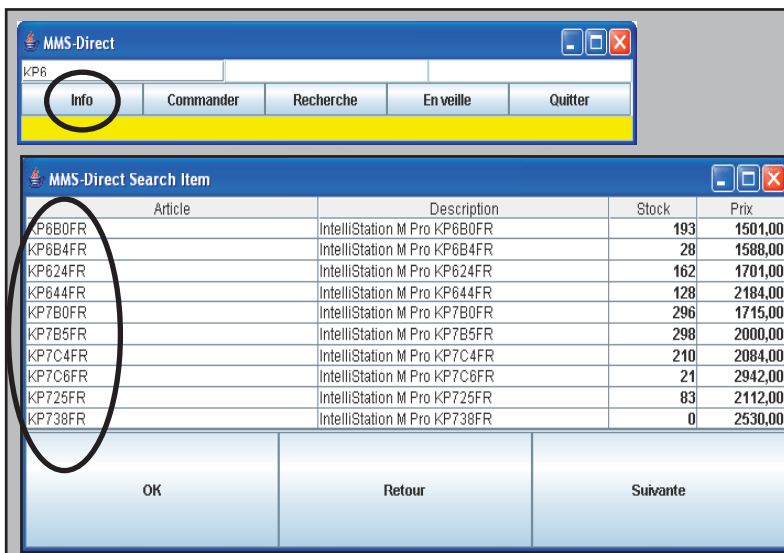 MMS-Direct
KP6
Info Commander Recherche En veille Quitter
MMS-Direct Search Item
Article Description Stock Prix
KP6B0FR IntelliStation M Pro KP6B0FR 193 1501,00
KP6B4FR IntelliStation M Pro KP6B4FR 28 1588,00
KP624FR IntelliStation M Pro KP624FR 162 1701,00
KP644FR IntelliStation M Pro KP644FR 128 2184,00
KP7B0FR IntelliStation M Pro KP7B0FR 296 1715,00
KP7B5FR IntelliStation M Pro KP7B5FR 298 2000,00
KP7C4FR IntelliStation M Pro KP7C4FR 210 2084,00
KP7C6FR IntelliStation M Pro KP7C6FR 21 2942,00
KP725FR IntelliStation M Pro KP725FR 83 2112,00
KP738FR IntelliStation M Pro KP738FR 0 2530,00
OK Retour Suivante